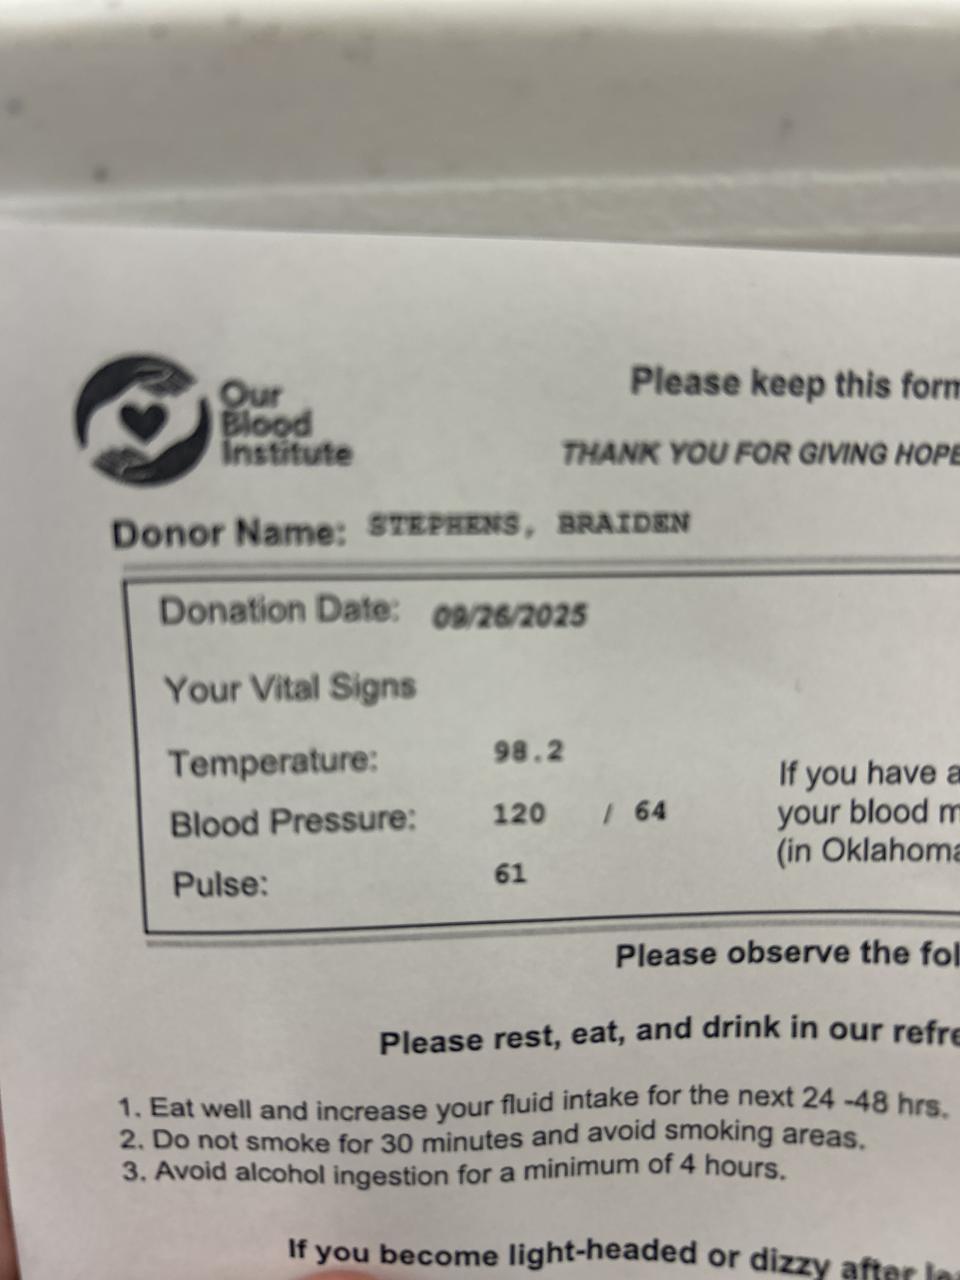 Our
Blood
Institute
Please keep this form
THANK YOU FOR GIVING HOPE
Donor Name: STEPHENS, BRAIDEN
Donation Date: 09/26/2025
Your Vital Signs
Temperature: 98.2
Blood Pressure: 120 / 64
Pulse: 61
If you have a
your blood m
(in Oklahoma
Please observe the fol
Please rest, eat, and drink in our refre
1. Eat well and increase your fluid intake for the next 24 -48 hrs.
2. Do not smoke for 30 minutes and avoid smoking areas.
3. Avoid alcohol ingestion for a minimum of 4 hours.
If you become light-headed or dizzy after le